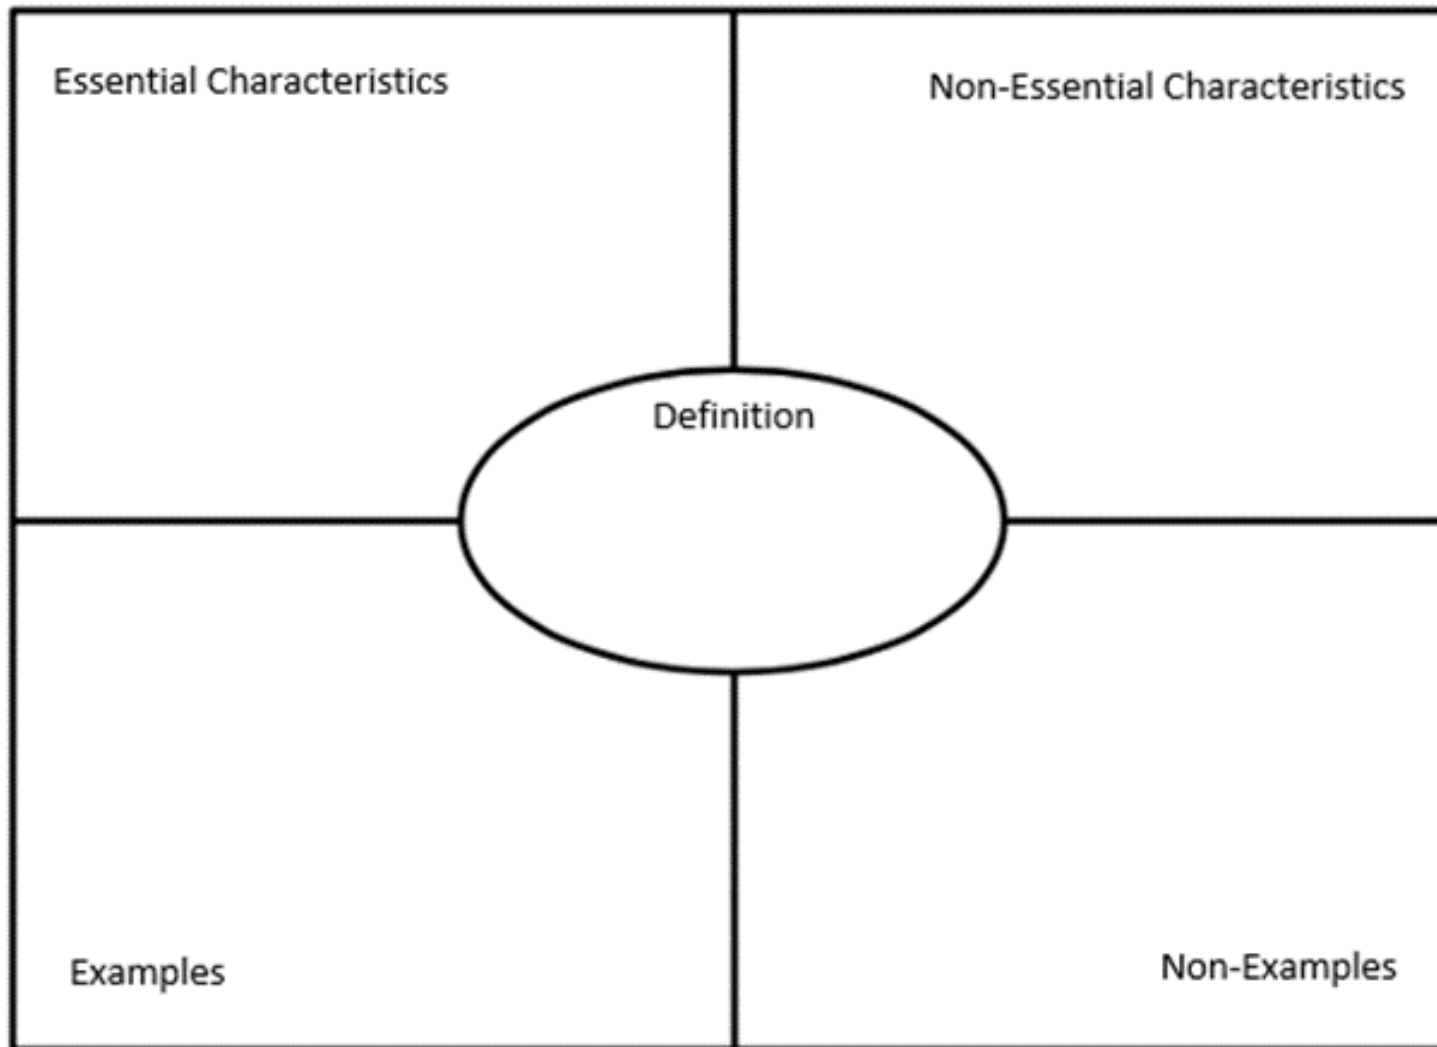 Essential Characteristics
Non-Essential Characteristics
Definition
Examples
Non-Examples